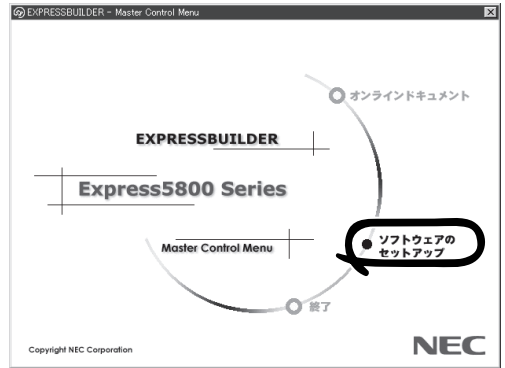 EXPRESSBUILDER - Master Control Menu
オンラインドキュメント
EXPRESSBUILDER
Express5800 Series
ソフトウェアの
セットアップ
Master Control Menu
終了
Copyright NEC Corporation
NEC